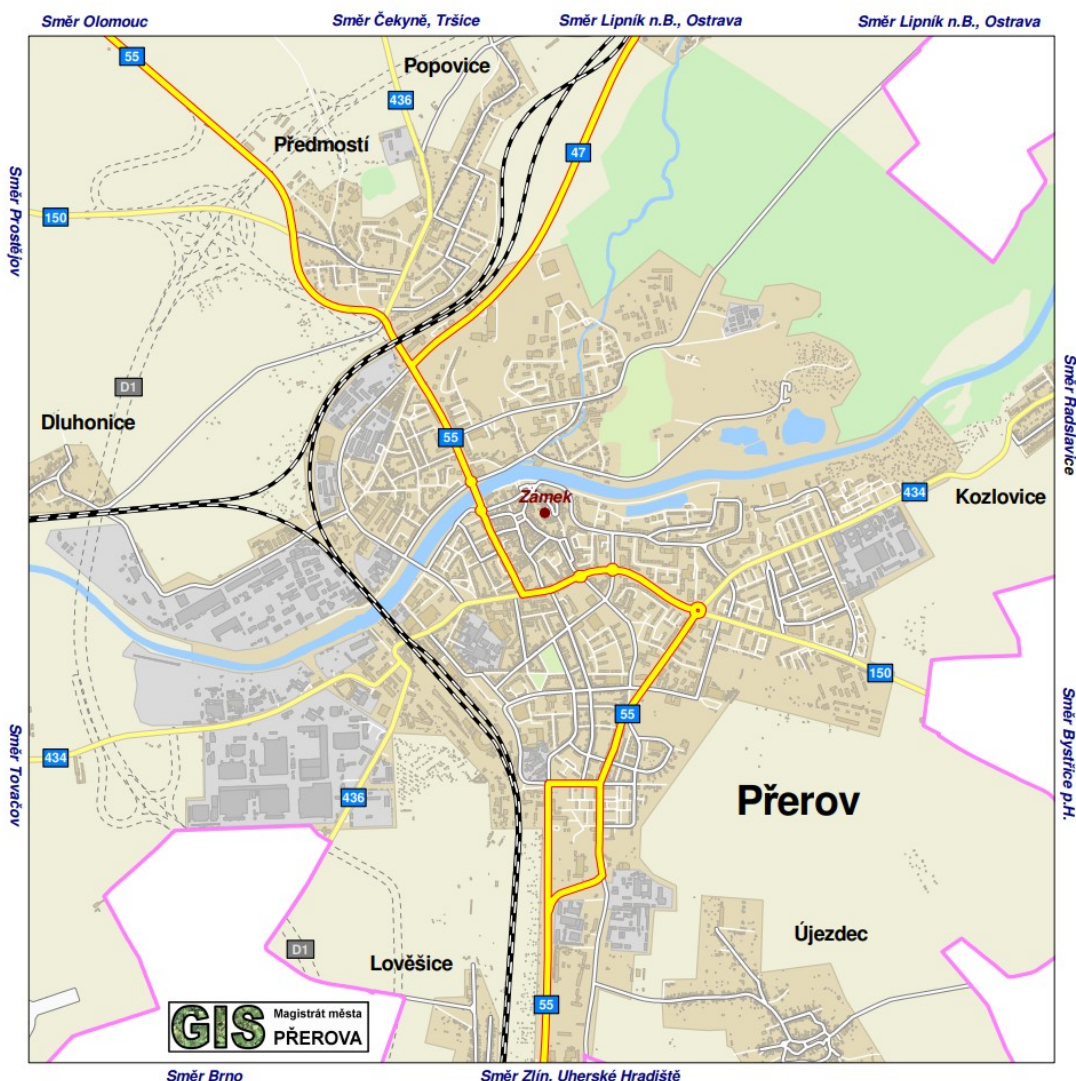 Směr Olomouc
Směr Čekyně, Tršice
Směr Lipník n.B., Ostrava
Směr Lipník n.B., Ostrava
55
Popovice
436
Předmostí
47
Směr Prostějov
150
D1
Dluhonice
55
Směr Radslavice
Zámek
434
Kozlovice
150
Směr Bystřice p.H.
55
Směr Tovačov
434
436
Přerov
Újezdec
D1
Lověšice
55
GIS
Magistrát města
PŘEROVA
Směr Brno
Směr Zlín, Uherské Hradiště